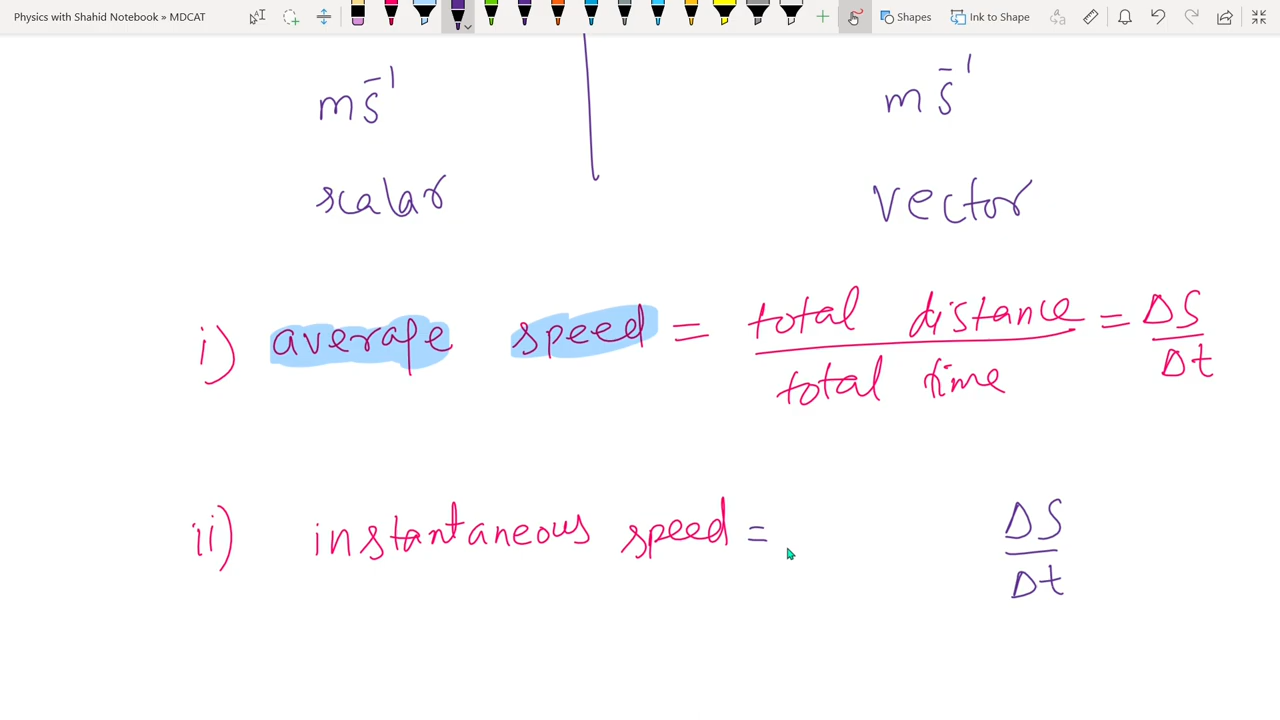 Physics with Shahid Notebook » MDCAT Shapes Ink to Shape
ms⁻¹ ms⁻¹
scalar vector
i) average speed = total distance / total time = ΔS / Δt
ii) instantaneous speed = ΔS / Δt